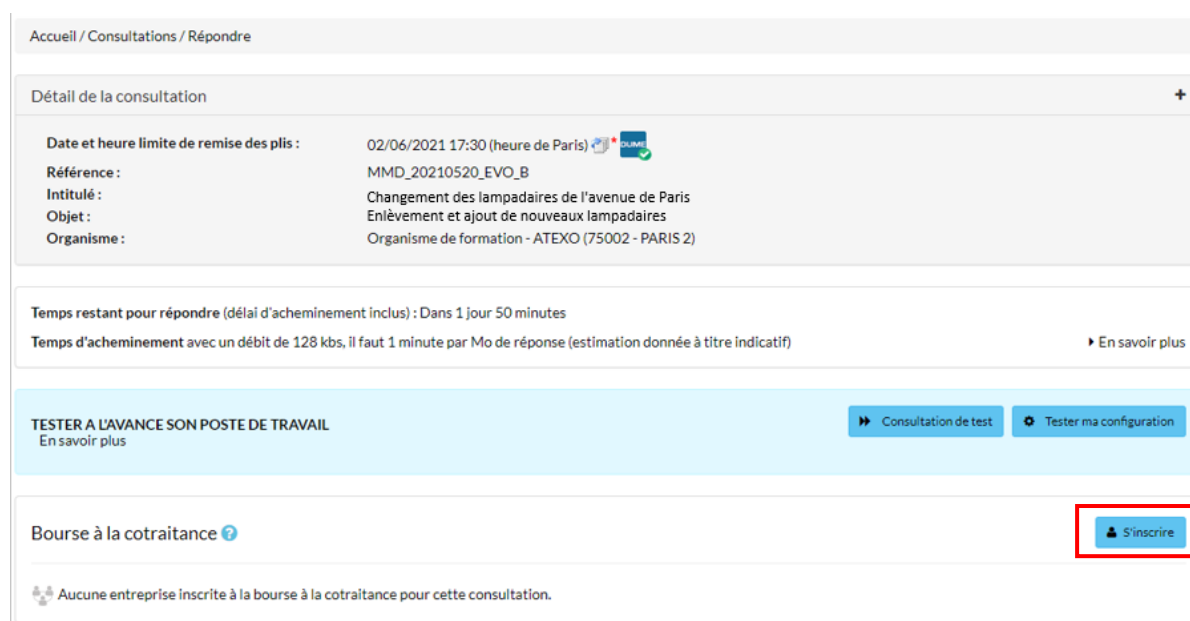 Accueil / Consultations / Répondre
Détail de la consultation +
Date et heure limite de remise des plis : 02/06/2021 17:30 (heure de Paris) * DUME
Référence : MMD_20210520_EVO_B
Intitulé : Changement des lampadaires de l'avenue de Paris
Objet : Enlèvement et ajout de nouveaux lampadaires
Organisme : Organisme de formation - ATEXO (75002 - PARIS 2)
Temps restant pour répondre (délai d'acheminement inclus) : Dans 1 jour 50 minutes
Temps d'acheminement avec un débit de 128 kbs, il faut 1 minute par Mo de réponse (estimation donnée à titre indicatif) En savoir plus
TESTER A L'AVANCE SON POSTE DE TRAVAIL Consultation de test Tester ma configuration
En savoir plus
Bourse à la cotraitance ? S'inscrire
Aucune entreprise inscrite à la bourse à la cotraitance pour cette consultation.